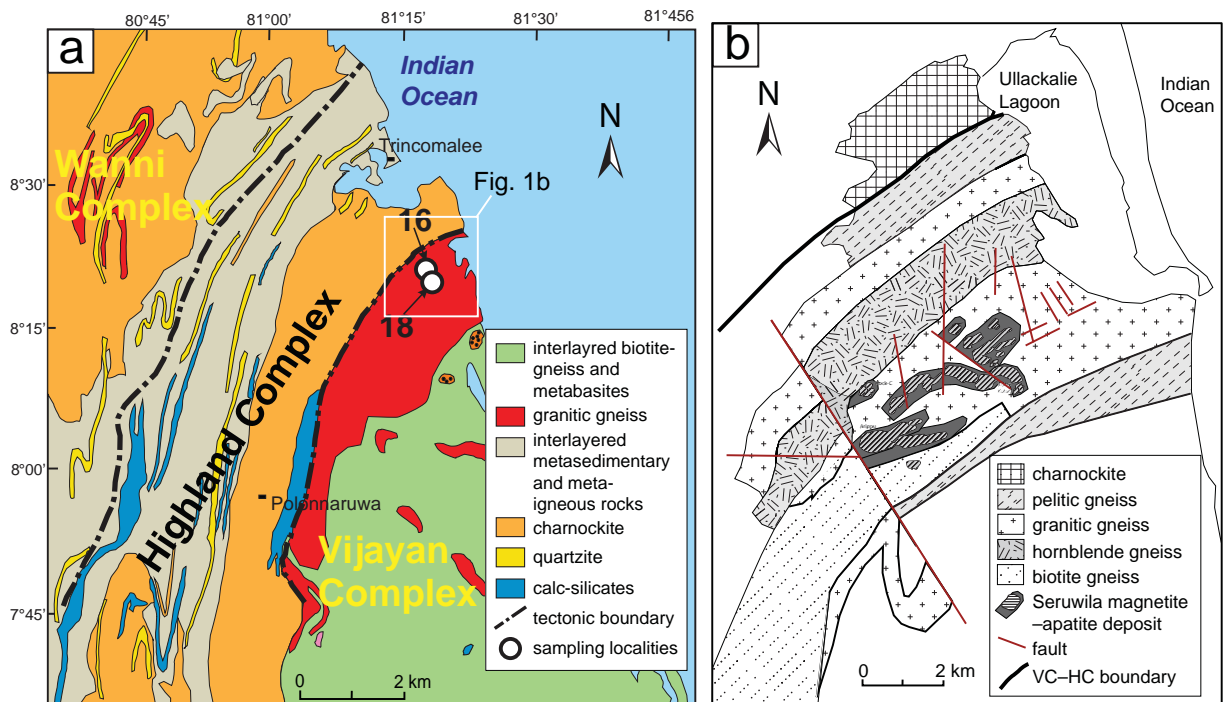 80°45'
81°00'
81°15'
81°30'
81°456
a
Indian
Ocean
N
Trincomalee
Wanni
Complex
8°30'
Fig. 1b
16
18
8°15'
Highland Complex
8°00'
Polonnaruwa
Vijayan
Complex
7°45'
interlayred biotite-
gneiss and
metabasites
granitic gneiss
interlayered
metasedimentary
and meta-
igneous rocks
charnockite
quartzite
calc-silicates
tectonic boundary
sampling localities
0 2 km
b
Ullackalie
Lagoon
Indian
Ocean
N
charnockite
pelitic gneiss
granitic gneiss
hornblende gneiss
biotite gneiss
Seruwila magnetite
–apatite deposit
fault
VC–HC boundary
0 2 km